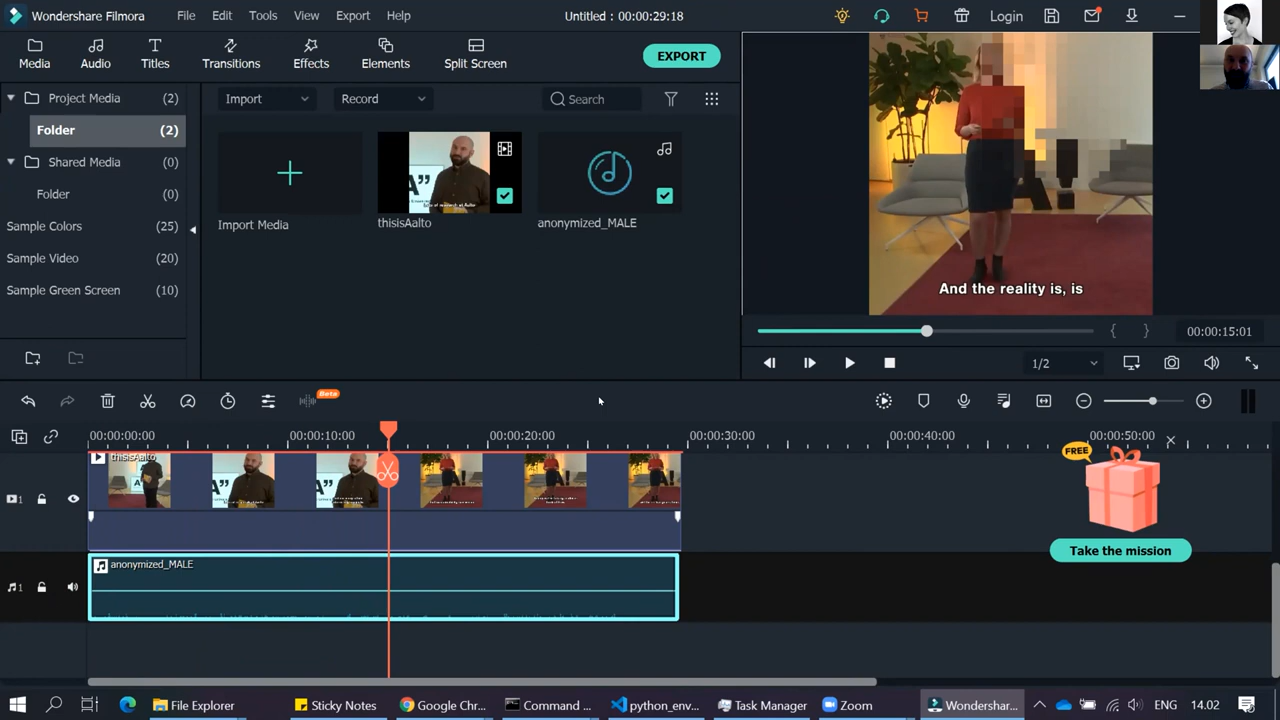 Wondershare Filmora File Edit Tools View Export Help Untitled : 00:00:29:18 Login
Media Audio Titles Transitions Effects Elements Split Screen EXPORT
Project Media (2) Import Record Search
Folder (2)
Shared Media (0)
Folder (0)
Sample Colors (25) Import Media thisisAalto anonymized_MALE
Sample Video (20)
Sample Green Screen (10)
And the reality is, is
00:00:15:01
1/2
Beta
00:00:00:00 00:00:10:00 00:00:20:00 00:00:30:00 00:00:40:00 00:00:50:00
FREE
thisisAalto
1
Take the mission
anonymized_MALE
1
File Explorer Sticky Notes Google Chr... Command ... python_env... Task Manager Zoom Wondershar... ENG 14.02